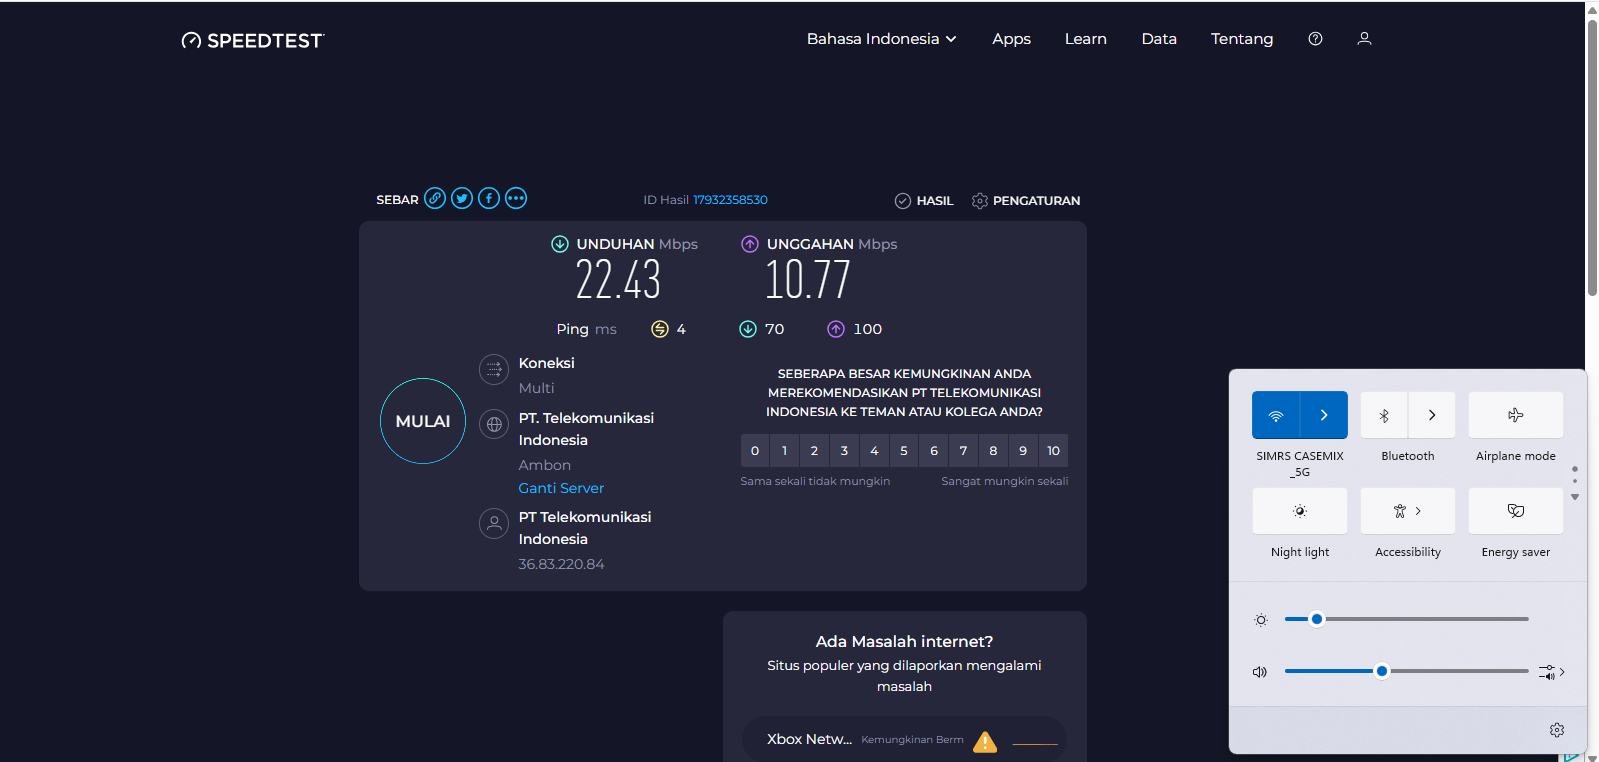 SPEEDTEST
Bahasa Indonesia
Apps
Learn
Data
Tentang
SEBAR
ID Hasil 17932358530
HASIL
PENGATURAN
UNDUHAN Mbps
22.43
UNGGAHAN Mbps
10.77
Ping ms
4
70
100
MULAI
Koneksi
Multi
PT. Telekomunikasi
Indonesia
Ambon
Ganti Server
PT Telekomunikasi
Indonesia
36.83.220.84
SEBERAPA BESAR KEMUNGKINAN ANDA
MEREKOMENDASIKAN PT TELEKOMUNIKASI
INDONESIA KE TEMAN ATAU KOLEGA ANDA?
0 1 2 3 4 5 6 7 8 9 10
Sama sekali tidak mungkin
Sangat mungkin sekali
Ada Masalah internet?
Situs populer yang dilaporkan mengalami
masalah
Xbox Netw... Kemungkinan Berm
SIMRS CASEMIX
_5G
Bluetooth
Airplane mode
Night light
Accessibility
Energy saver